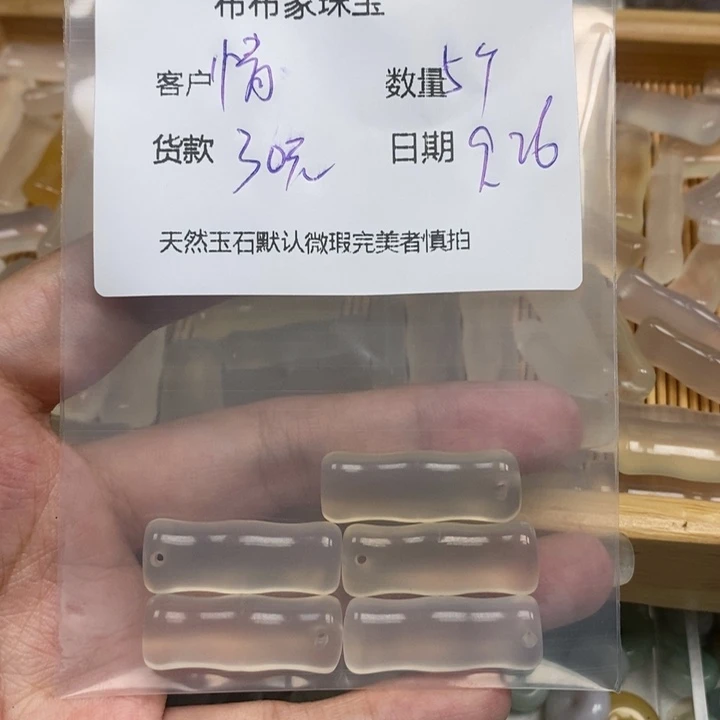 布布家珠宝
客户 情 数量 5个
货款 30元 日期 9.26
天然玉石默认微瑕完美者慎拍